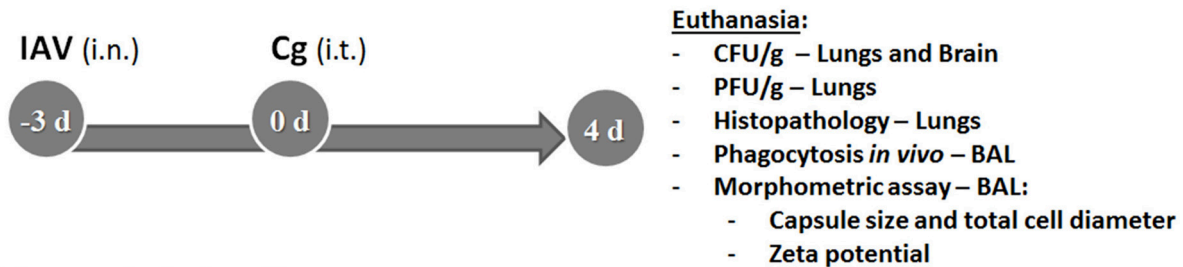 IAV (i.n.)
Cg (i.t.)
-3 d
0 d
4 d
Euthanasia:
- CFU/g – Lungs and Brain
- PFU/g – Lungs
- Histopathology – Lungs
- Phagocytosis in vivo – BAL
- Morphometric assay – BAL:
- Capsule size and total cell diameter
- Zeta potential